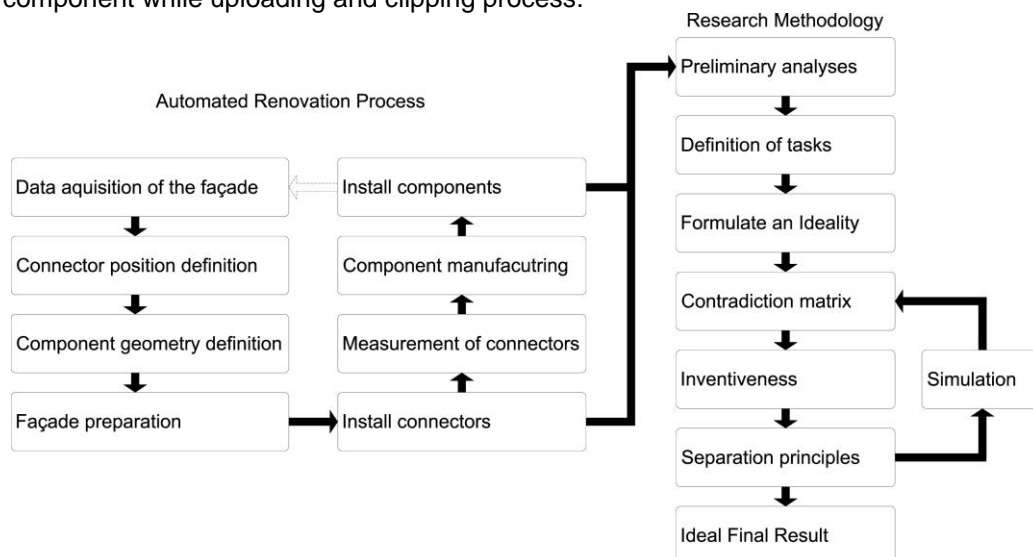 component while uploading and clipping process.
Research Methodology
Automated Renovation Process
Data aquisition of the façade
Connector position definition
Component geometry definition
Façade preparation
Install components
Component manufacutring
Measurement of connectors
Install connectors
Preliminary analyses
Definition of tasks
Formulate an Ideality
Contradiction matrix
Inventiveness
Separation principles
Ideal Final Result
Simulation